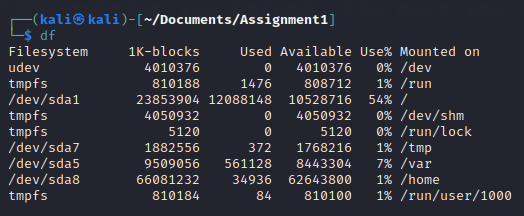 ┌──(kali㉿kali)-[~/Documents/Assignment1]
└─$ df
Filesystem     1K-blocks     Used Available Use% Mounted on
udev             4010376        0   4010376   0% /dev
tmpfs             810188     1476    808712   1% /run
/dev/sda1       23853904 12088148  10528716  54% /
tmpfs            4050932        0   4050932   0% /dev/shm
tmpfs               5120        0      5120   0% /run/lock
/dev/sda7        1882556      372   1768216   1% /tmp
/dev/sda5        9509056   561128   8443304   7% /var
/dev/sda8       66081232    34936  62643800   1% /home
tmpfs             810184       84    810100   1% /run/user/1000